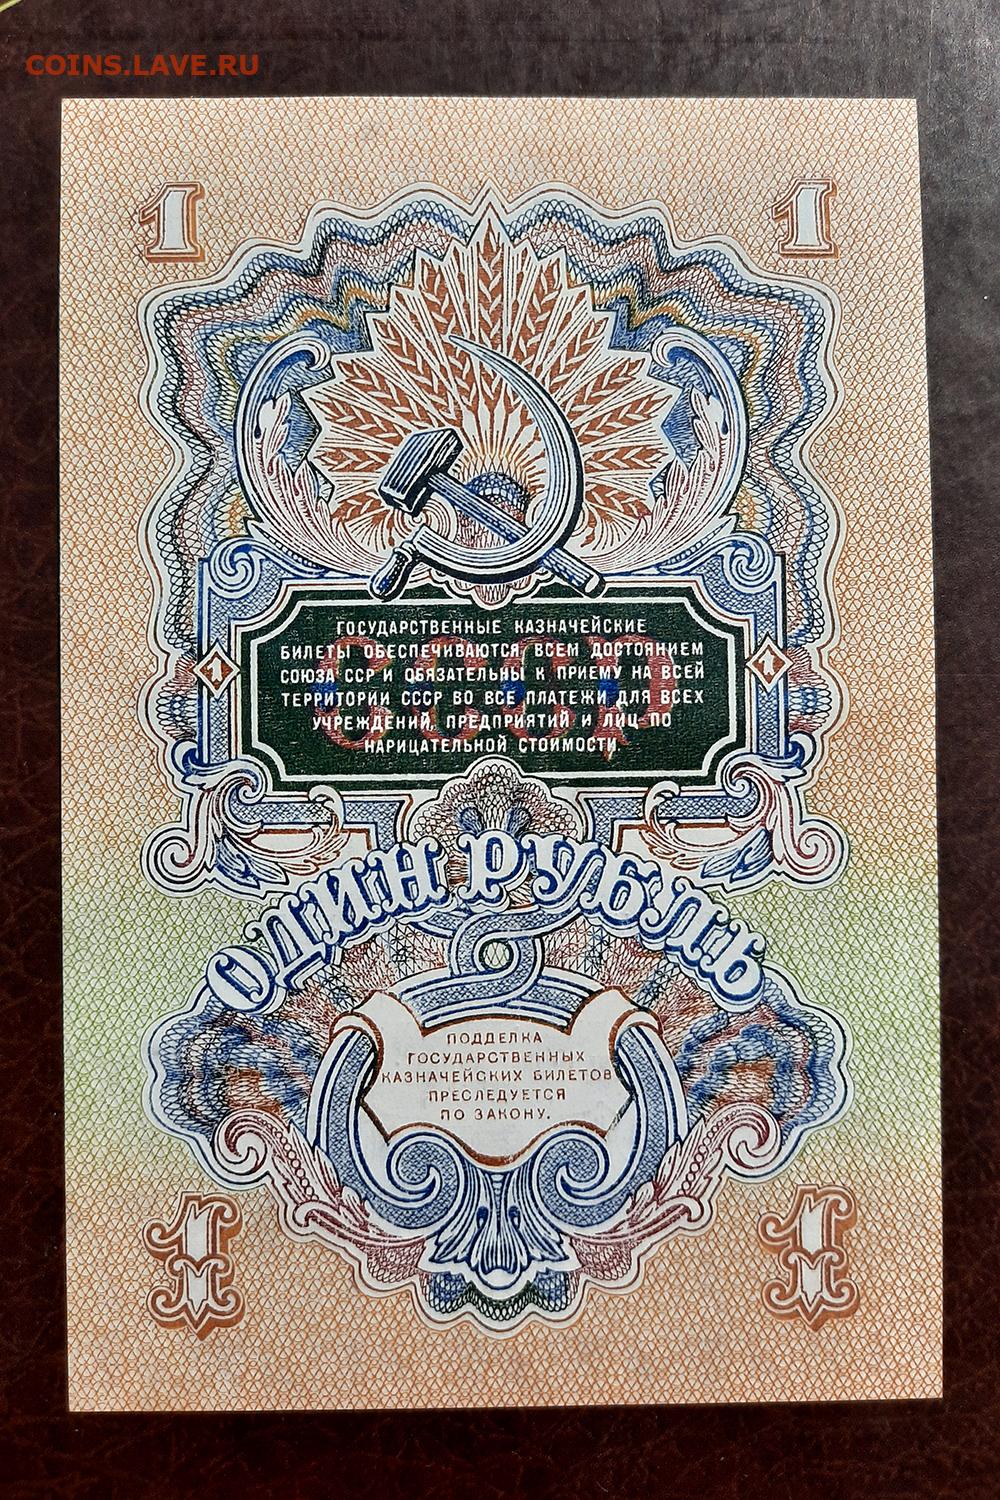 COINS.LAVE.RU
1 1
СССР
ГОСУДАРСТВЕННЫЕ КАЗНАЧЕЙСКИЕ
БИЛЕТЫ ОБЕСПЕЧИВАЮТСЯ ВСЕМ ДОСТОЯНИЕМ
СОЮЗА ССР И ОБЯЗАТЕЛЬНЫ К ПРИЕМУ НА ВСЕЙ
1 1
ТЕРРИТОРИИ СССР ВО ВСЕ ПЛАТЕЖИ ДЛЯ ВСЕХ
УЧРЕЖДЕНИЙ, ПРЕДПРИЯТИЙ И ЛИЦ ПО
НАРИЦАТЕЛЬНОЙ СТОИМОСТИ.
ОДИН РУБЛЬ
ПОДДЕЛКА
ГОСУДАРСТВЕННЫХ
КАЗНАЧЕЙСКИХ БИЛЕТОВ
ПРЕСЛЕДУЕТСЯ
ПО ЗАКОНУ.
1 1